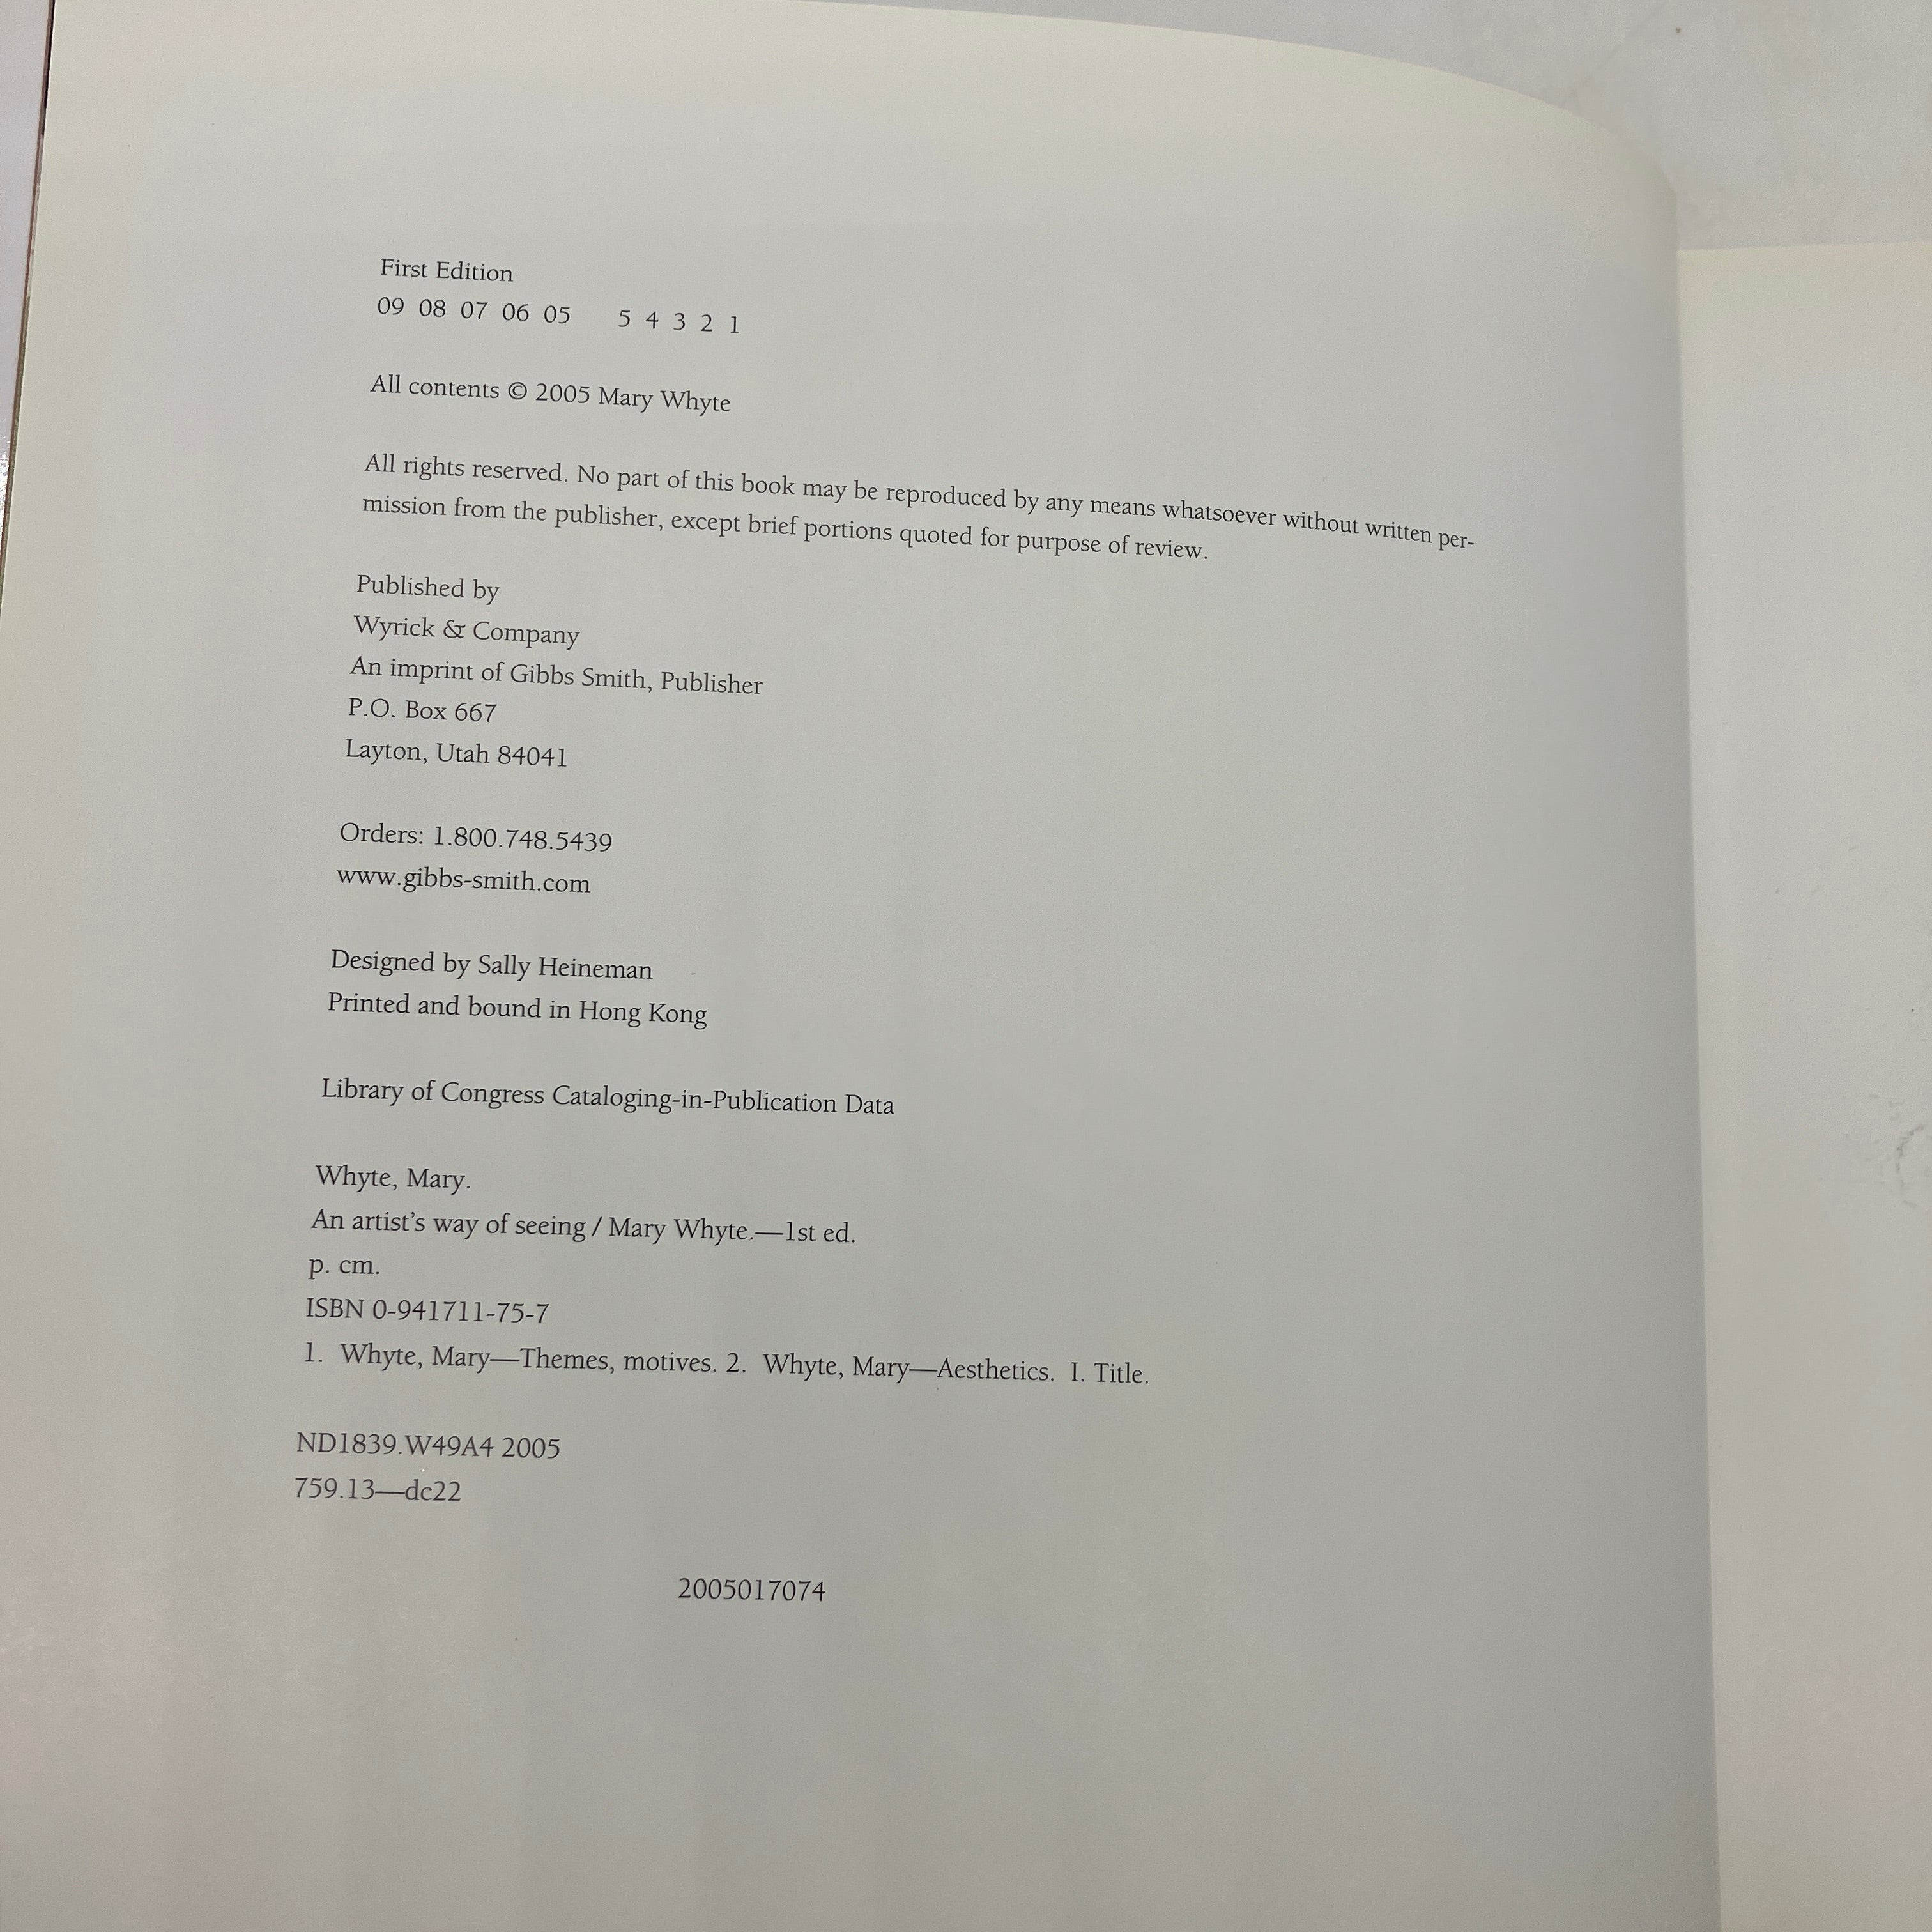 First Edition
09 08 07 06 05 5 4 3 2 1
All contents © 2005 Mary Whyte
All rights reserved. No part of this book may be reproduced by any means whatsoever without written per-
mission from the publisher, except brief portions quoted for purpose of review.
Published by
Wyrick & Company
An imprint of Gibbs Smith, Publisher
P.O. Box 667
Layton, Utah 84041
Orders: 1.800.748.5439
www.gibbs-smith.com
Designed by Sally Heineman
Printed and bound in Hong Kong
Library of Congress Cataloging-in-Publication Data
Whyte, Mary.
An artist's way of seeing / Mary Whyte.—1st ed.
p. cm.
ISBN 0-941711-75-7
1. Whyte, Mary—Themes, motives. 2. Whyte, Mary—Aesthetics. I. Title.
ND1839.W49A4 2005
759.13—dc22
2005017074